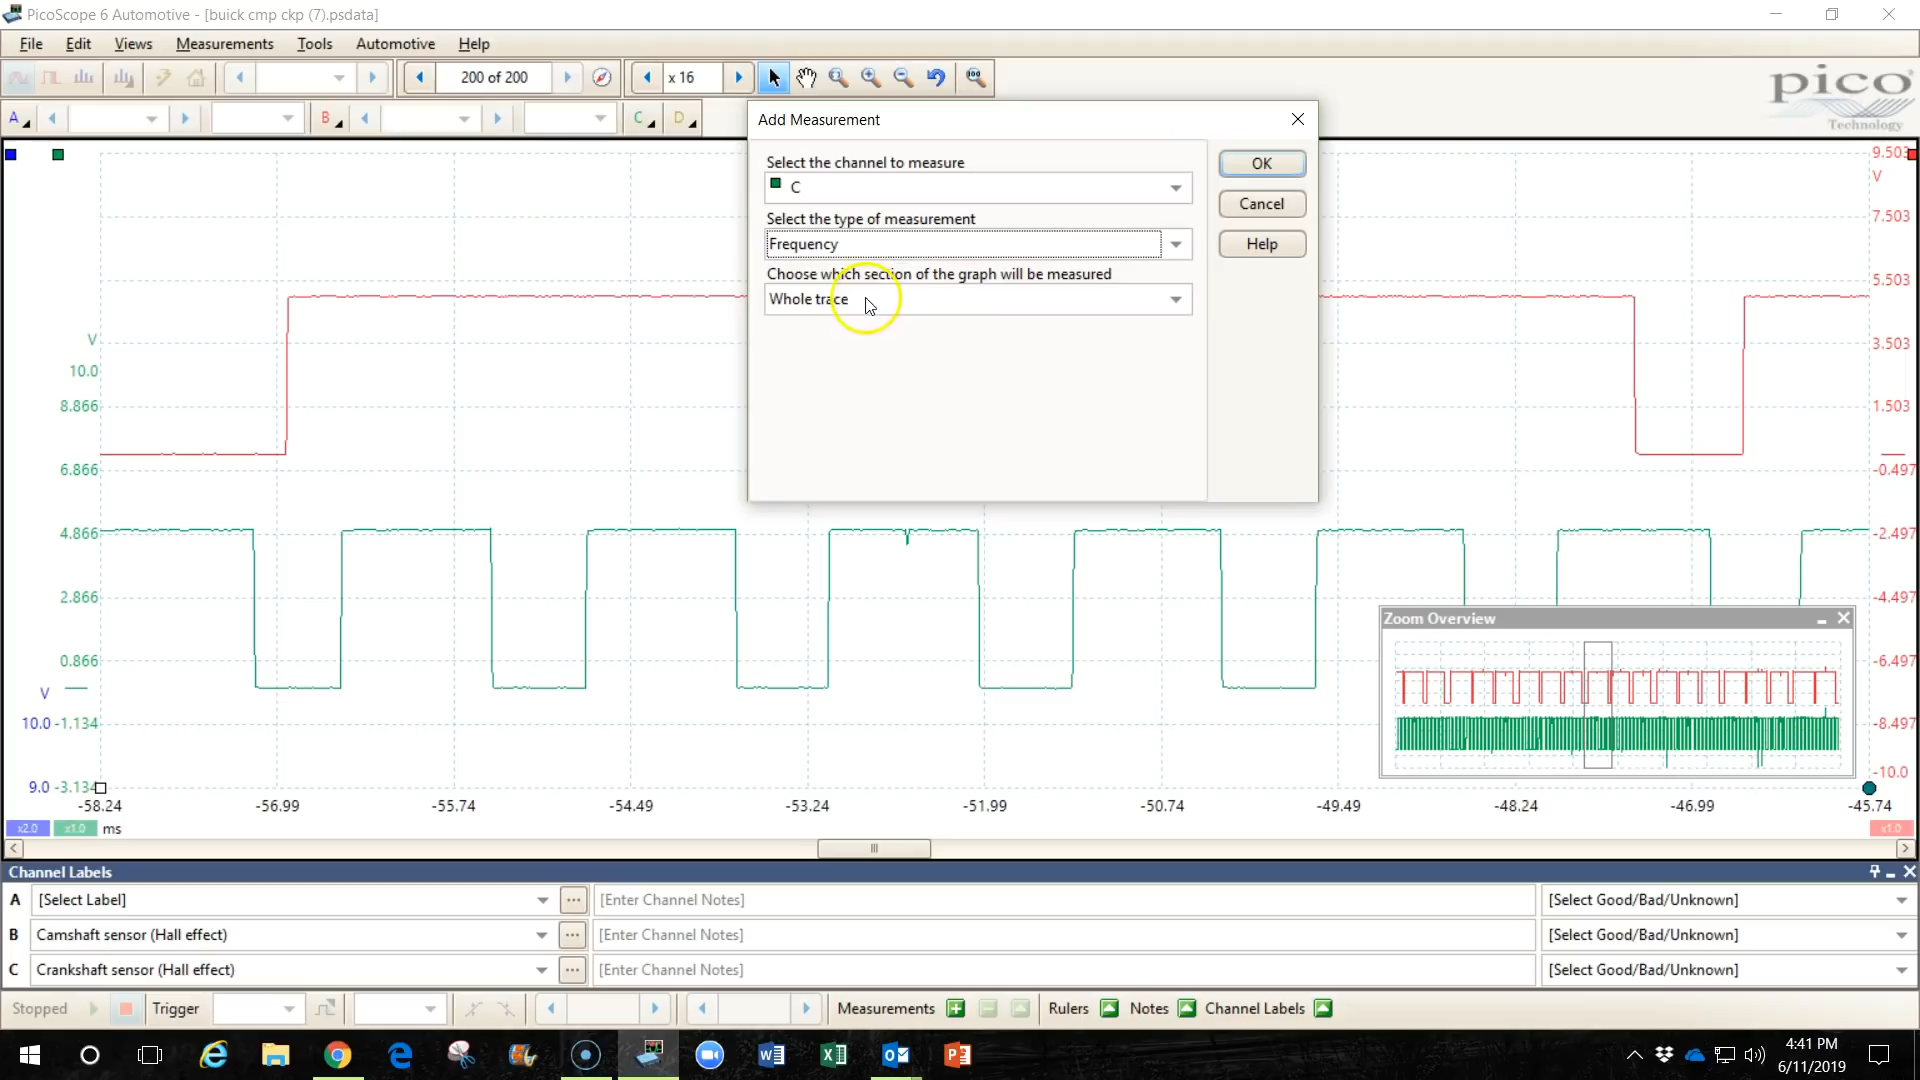 PicoScope 6 Automotive - [buick cmp ckp (7).psdata]
File Edit Views Measurements Tools Automotive Help
200 of 200 x 16
pico
Technology
A B C D
Add Measurement
Select the channel to measure
C
Select the type of measurement
Frequency
Choose which section of the graph will be measured
Whole trace
OK
Cancel
Help
9.503
V
7.503
5.503
3.503
1.503
-0.497
-2.497
-4.497
-6.497
-8.497
-10.0
V
10.0
8.866
6.866
4.866
2.866
0.866
V
10.0 -1.134
9.0 -3.134
-58.24 -56.99 -55.74 -54.49 -53.24 -51.99 -50.74 -49.49 -48.24 -46.99 -45.74
x2.0 x1.0 ms x1.0
Zoom Overview
Channel Labels
A [Select Label] ... [Enter Channel Notes] [Select Good/Bad/Unknown]
B Camshaft sensor (Hall effect) ... [Enter Channel Notes] [Select Good/Bad/Unknown]
C Crankshaft sensor (Hall effect) ... [Enter Channel Notes] [Select Good/Bad/Unknown]
Stopped Trigger Measurements Rulers Notes Channel Labels
4:41 PM
6/11/2019